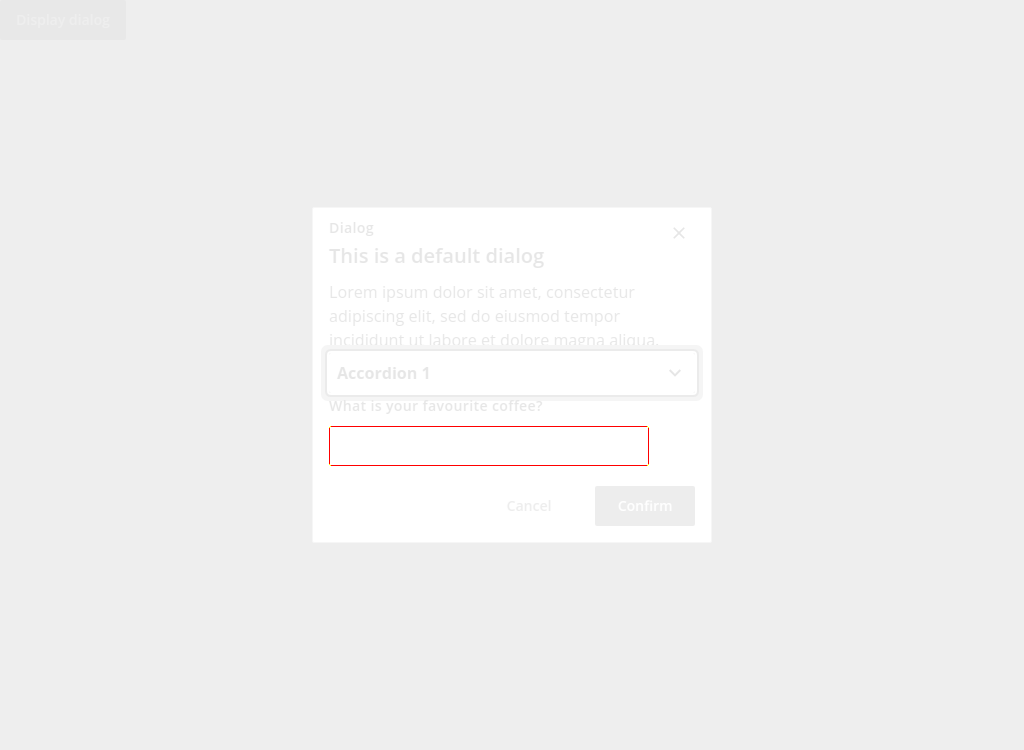 Display dialog
Dialog
This is a default dialog
Lorem ipsum dolor sit amet, consectetur
adipiscing elit, sed do eiusmod tempor
incididunt ut labore et dolore magna aliqua.
Accordion 1
What is your favourite coffee?
Cancel
Confirm